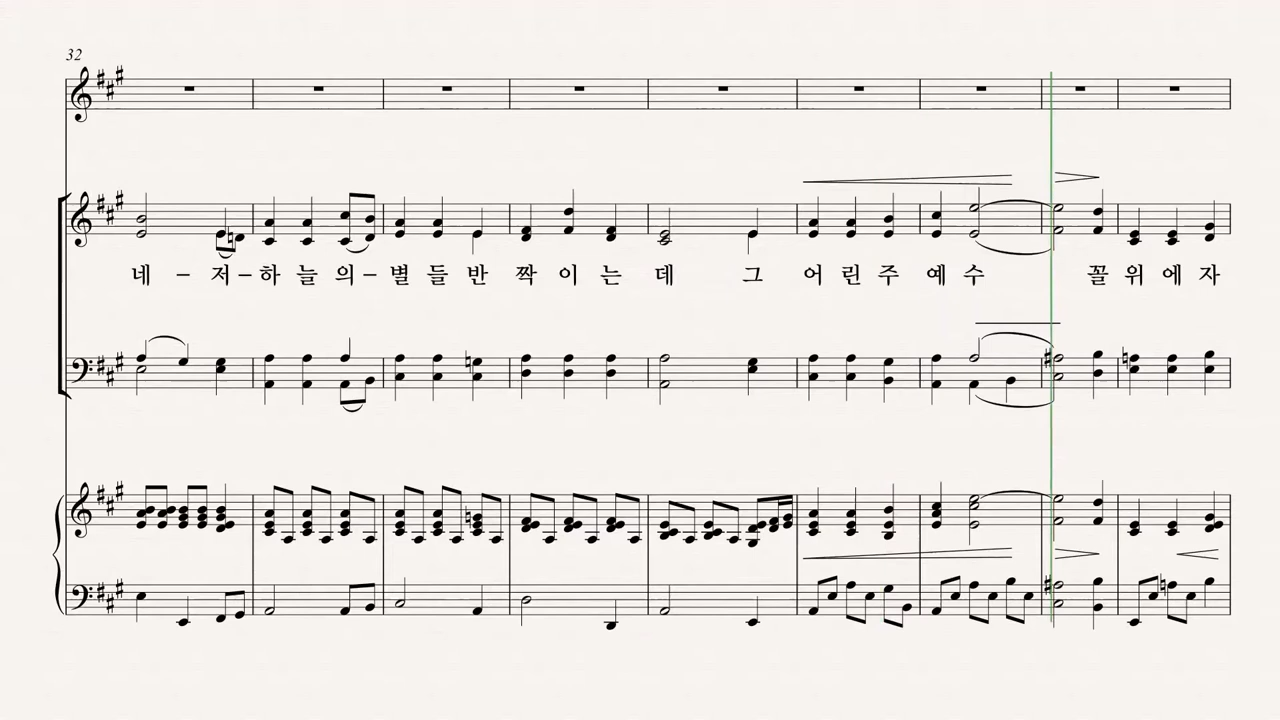 32
네 – 저 – 하 늘 의 – 별 들 반 짝 이 는 데 그 어 린 주 예 수 꼴 위 에 자